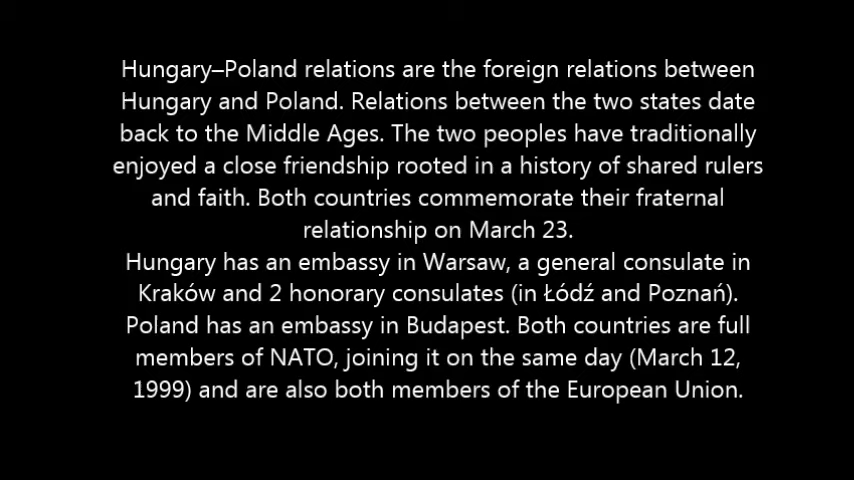 Hungary–Poland relations are the foreign relations between
Hungary and Poland. Relations between the two states date
back to the Middle Ages. The two peoples have traditionally
enjoyed a close friendship rooted in a history of shared rulers
and faith. Both countries commemorate their fraternal
relationship on March 23.
Hungary has an embassy in Warsaw, a general consulate in
Kraków and 2 honorary consulates (in Łódź and Poznań).
Poland has an embassy in Budapest. Both countries are full
members of NATO, joining it on the same day (March 12,
1999) and are also both members of the European Union.